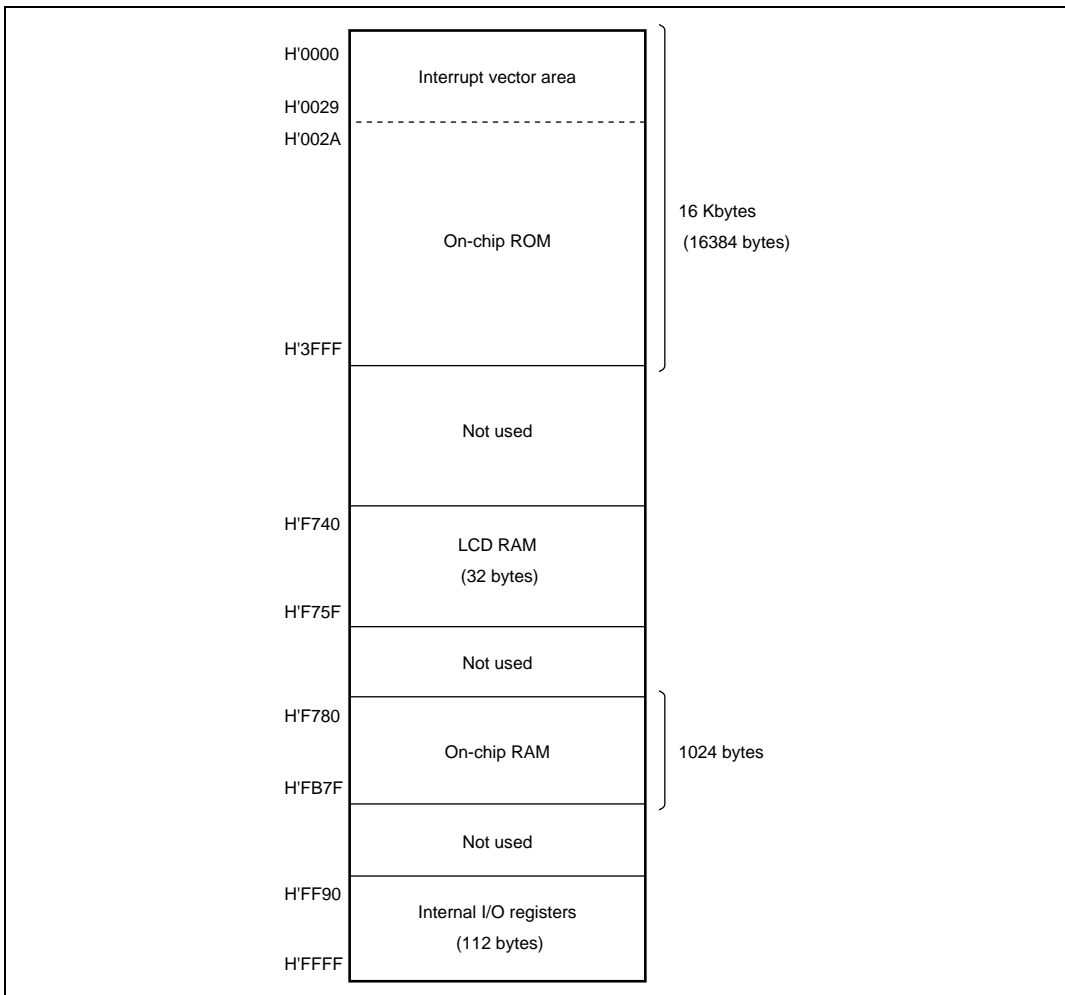 H'0000
Interrupt vector area
H'0029
H'002A
16 Kbytes
(16384 bytes)
On-chip ROM
H'3FFF
Not used
H'F740
LCD RAM
(32 bytes)
H'F75F
Not used
H'F780
On-chip RAM
1024 bytes
H'FB7F
Not used
H'FF90
Internal I/O registers
(112 bytes)
H'FFFF